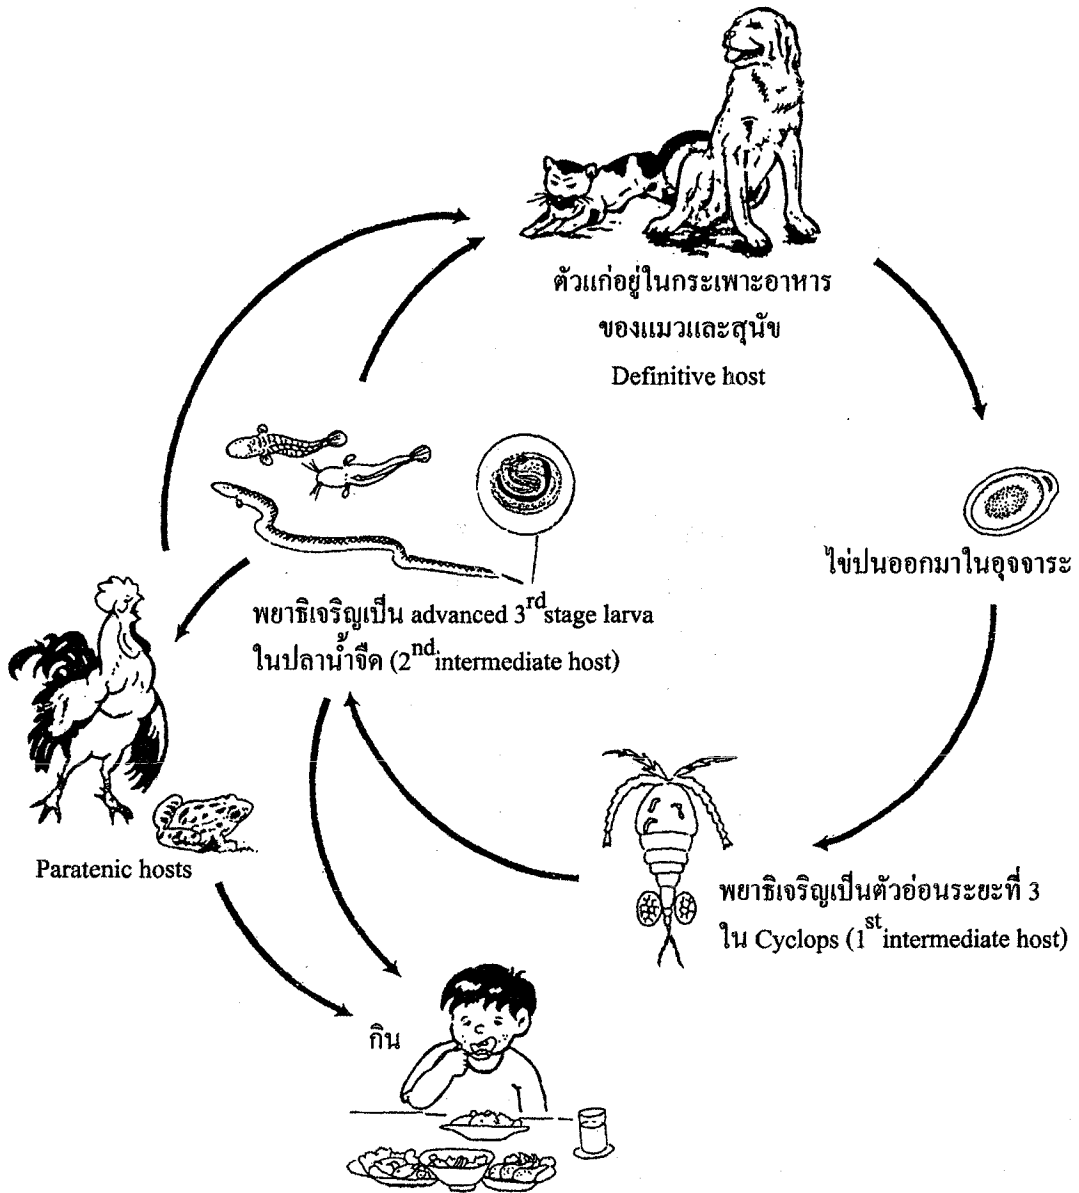 ตัวแก่อยู่ในกระเพาะอาหาร
ของแมวและสุนัข
Definitive host
ไข่ปนออกมาในอุจจาระ
พยาธิเจริญเป็น advanced 3rd stage larva
ในปลาน้ำจืด (2nd intermediate host)
Paratenic hosts
พยาธิเจริญเป็นตัวอ่อนระยะที่ 3
ใน Cyclops (1st intermediate host)
กิน